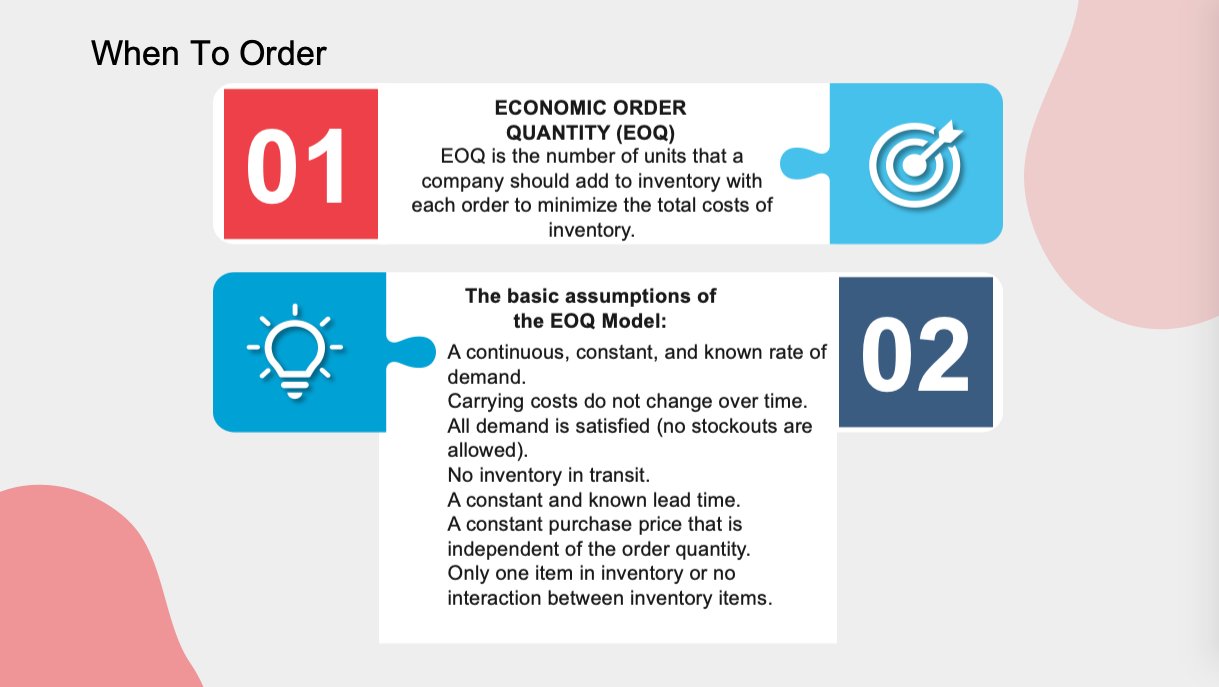 When To Order
01
ECONOMIC ORDER
QUANTITY (EOQ)
EOQ is the number of units that a
company should add to inventory with
each order to minimize the total costs of
inventory.
The basic assumptions of
the EOQ Model:
02
A continuous, constant, and known rate of
demand.
Carrying costs do not change over time.
All demand is satisfied (no stockouts are
allowed).
No inventory in transit.
A constant and known lead time.
A constant purchase price that is
independent of the order quantity.
Only one item in inventory or no
interaction between inventory items.